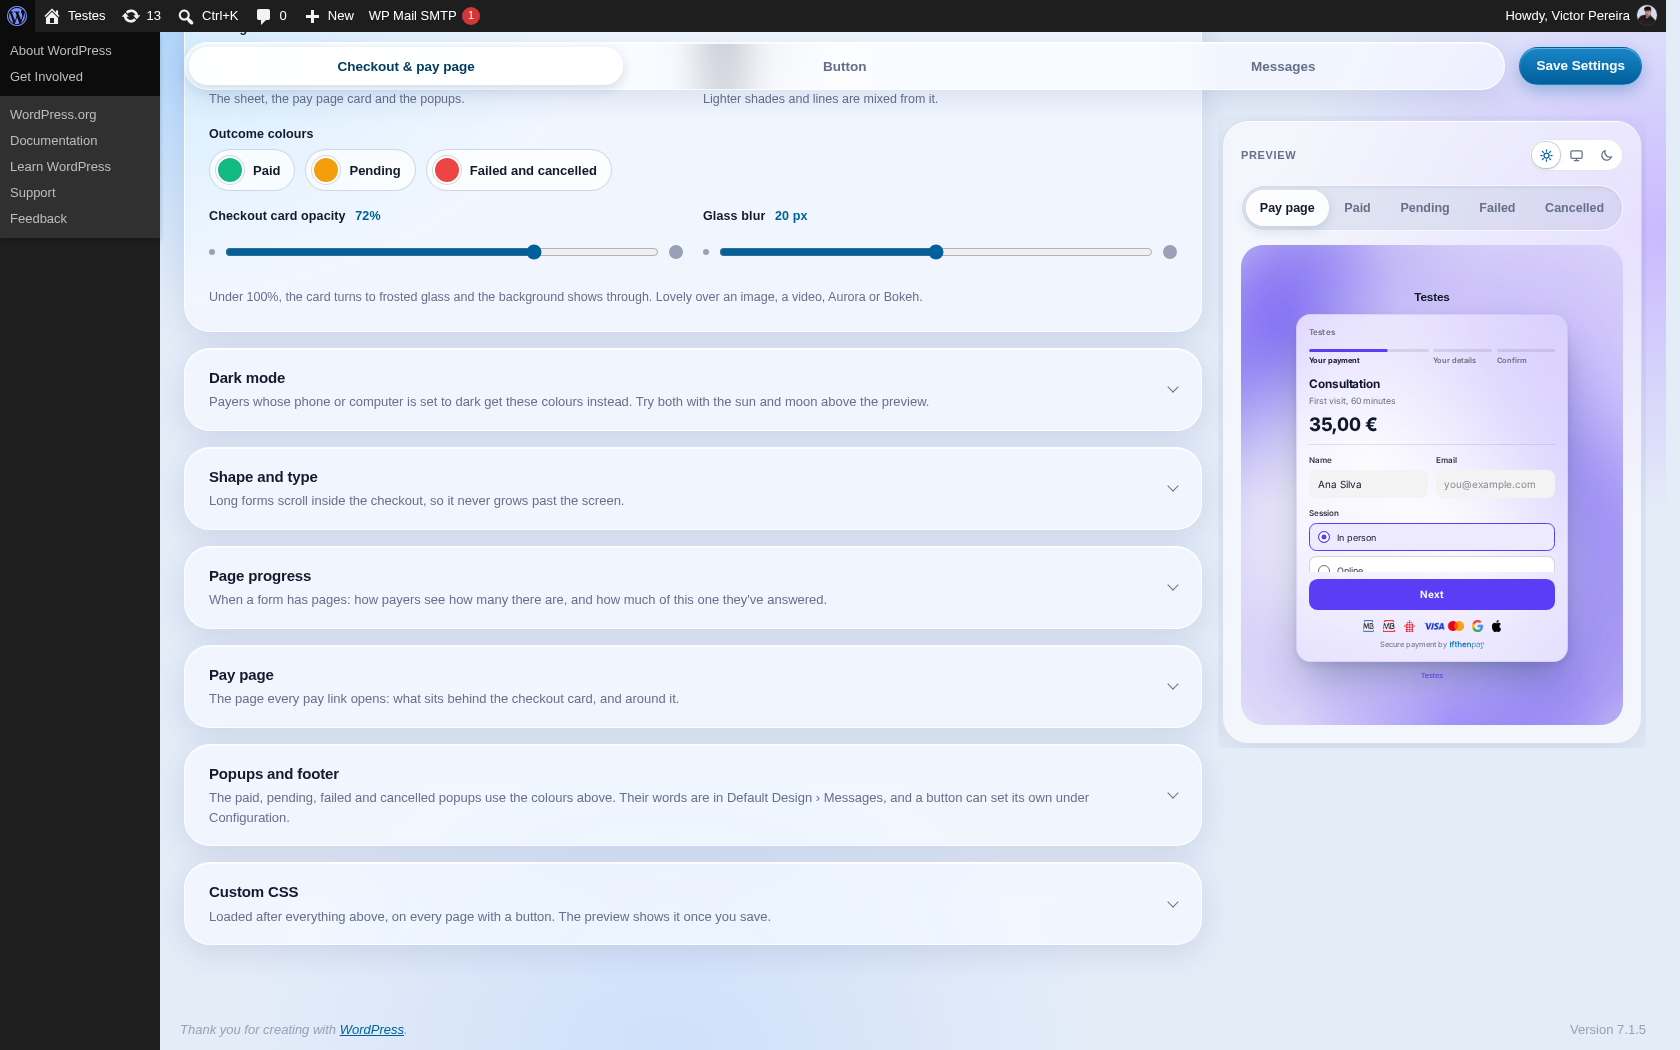 Testes
13
Ctrl+K
0
New
WP Mail SMTP 1
Howdy, Victor Pereira
About WordPress
Get Involved
WordPress.org
Documentation
Learn WordPress
Support
Feedback
Checkout & pay page
Button
Messages
Save Settings
The sheet, the pay page card and the popups.
Lighter shades and lines are mixed from it.
Outcome colours
Paid
Pending
Failed and cancelled
Checkout card opacity 72%
Glass blur 20 px
Under 100%, the card turns to frosted glass and the background shows through. Lovely over an image, a video, Aurora or Bokeh.
Dark mode
Payers whose phone or computer is set to dark get these colours instead. Try both with the sun and moon above the preview.
Shape and type
Long forms scroll inside the checkout, so it never grows past the screen.
Page progress
When a form has pages: how payers see how many there are, and how much of this one they've answered.
Pay page
The page every pay link opens: what sits behind the checkout card, and around it.
Popups and footer
The paid, pending, failed and cancelled popups use the colours above. Their words are in Default Design › Messages, and a button can set its own under
Configuration.
Custom CSS
Loaded after everything above, on every page with a button. The preview shows it once you save.
PREVIEW
Pay page
Paid
Pending
Failed
Cancelled
Testes
Testes
Your payment
Your details
Confirm
Consultation
First visit, 60 minutes
35,00 €
Name
Email
Ana Silva
you@example.com
Session
In person
Online
Next
MB
MB
VISA
Secure payment by ifthenpay
Testes
Thank you for creating with WordPress.
Version 7.1.5